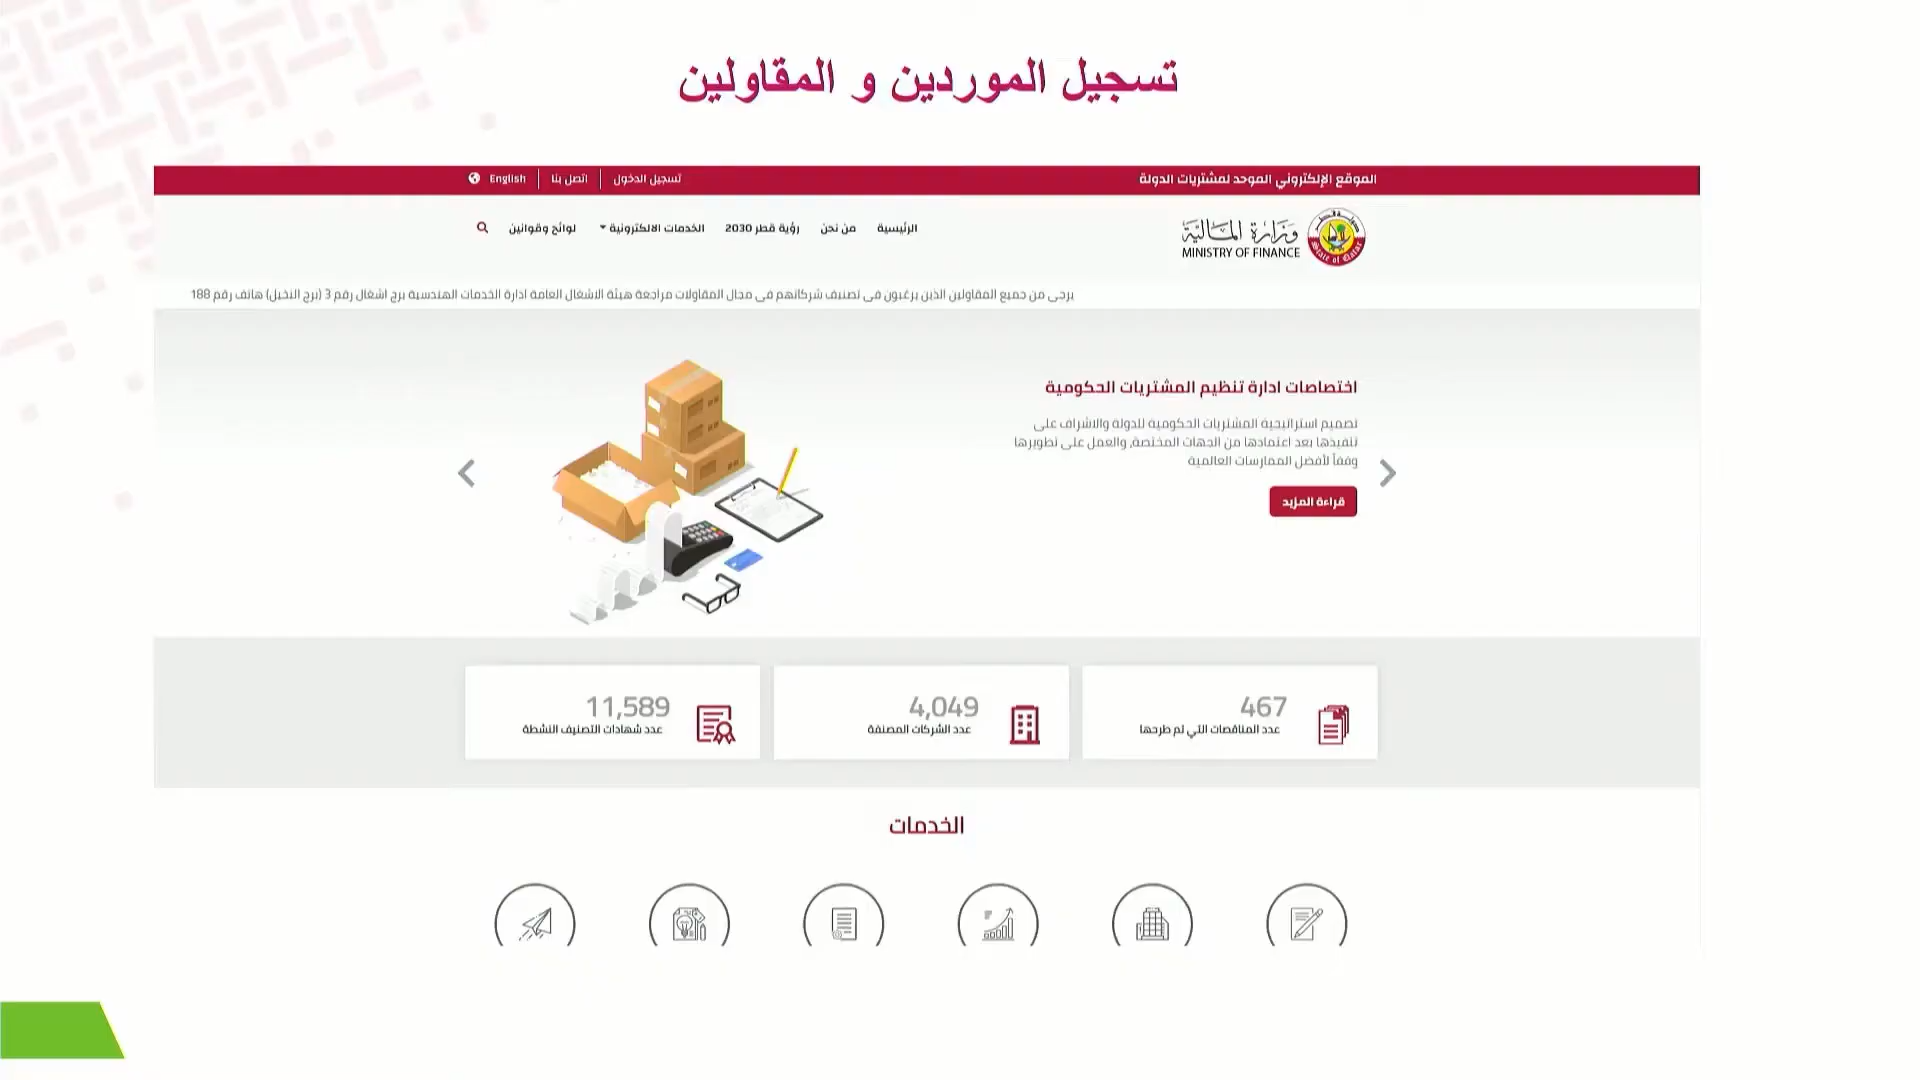 تسجيل الموردين و المقاولين
الموقع الإلكتروني الموحد لمشتريات الدولة
تسجيل الدخول
اتصل بنا
English
وزارة المالية
MINISTRY OF FINANCE
State of Qatar
الرئيسية
من نحن
رؤية قطر 2030
الخدمات الالكترونية
لوائح وقوانين
يرجى من جميع المقاولين الذين يرغبون في تصنيف شركاتهم في مجال المقاولات مراجعة هيئة الاشغال العامة ادارة الخدمات الهندسية برج اشغال رقم 3 (برج النخيل) هاتف رقم 188
اختصاصات ادارة تنظيم المشتريات الحكومية
تصميم استراتيجية المشتريات الحكومية للدولة والاشراف على
تنفيذها بعد اعتمادها من الجهات المختصة، والعمل على تطويرها
وفقاً لأفضل الممارسات العالمية
قراءة المزيد
467
عدد المناقصات التي تم طرحها
4,049
عدد الشركات المصنفة
11,589
عدد شهادات التصنيف النشطة
الخدمات